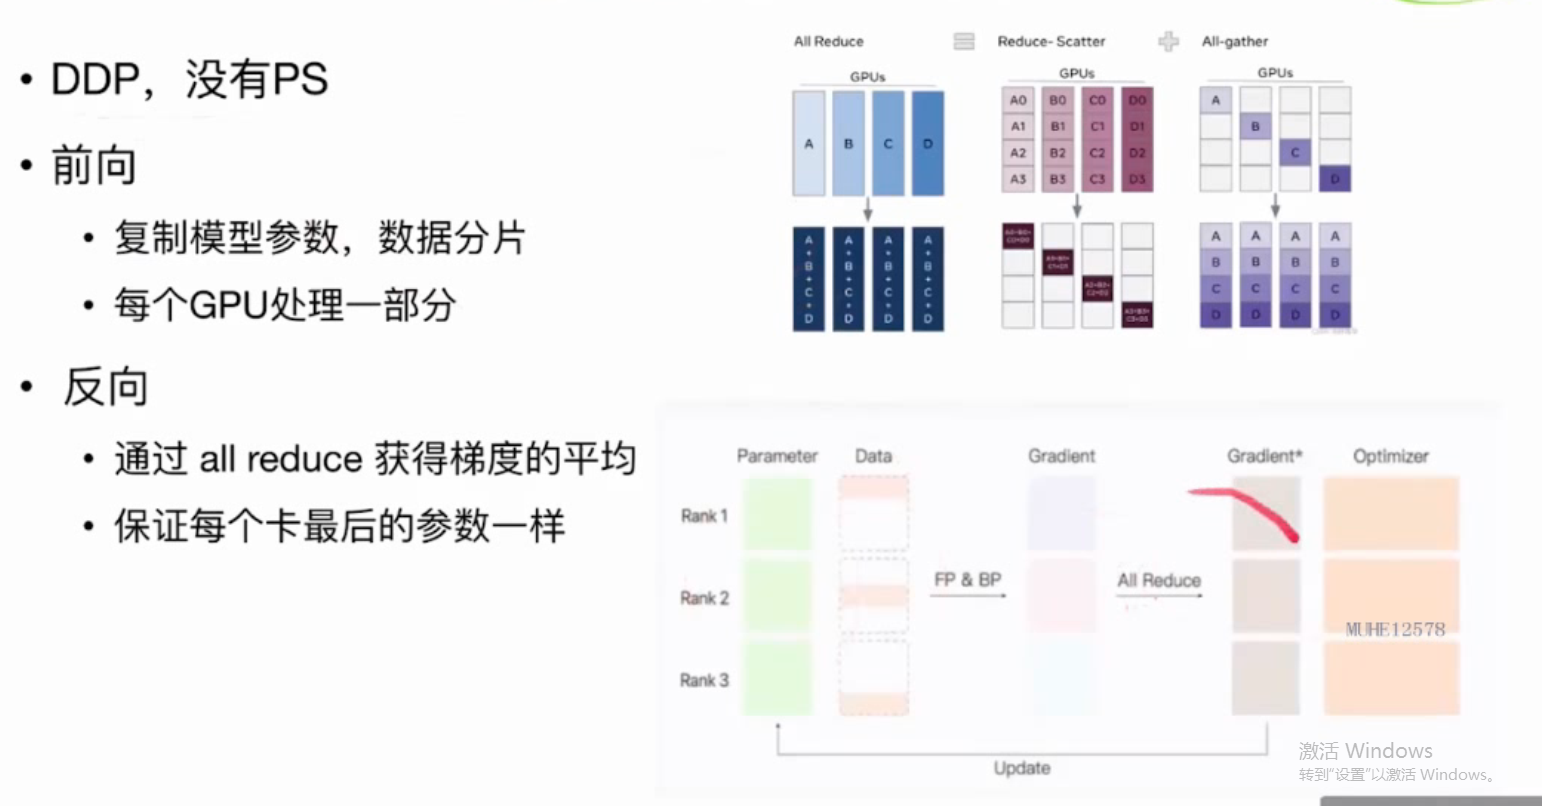 DDP，没有PS
前向
复制模型参数，数据分片
每个GPU处理一部分
反向
通过 all reduce 获得梯度的平均
保证每个卡最后的参数一样
All Reduce
Reduce- Scatter
All-gather
GPUs
A B C D
A + B + C + D
A + B + C + D
A + B + C + D
A + B + C + D
GPUs
A0 B0 C0 D0
A1 B1 C1 D1
A2 B2 C2 D2
A3 B3 C3 D3
GPUs
A
B
C
D
A A A A
B B B B
C C C C
D D D D
Parameter Data Gradient Gradient* Optimizer
Rank 1
Rank 2
Rank 3
FP & BP
All Reduce
Update
MUHE12578
激活 Windows
转到“设置”以激活 Windows。